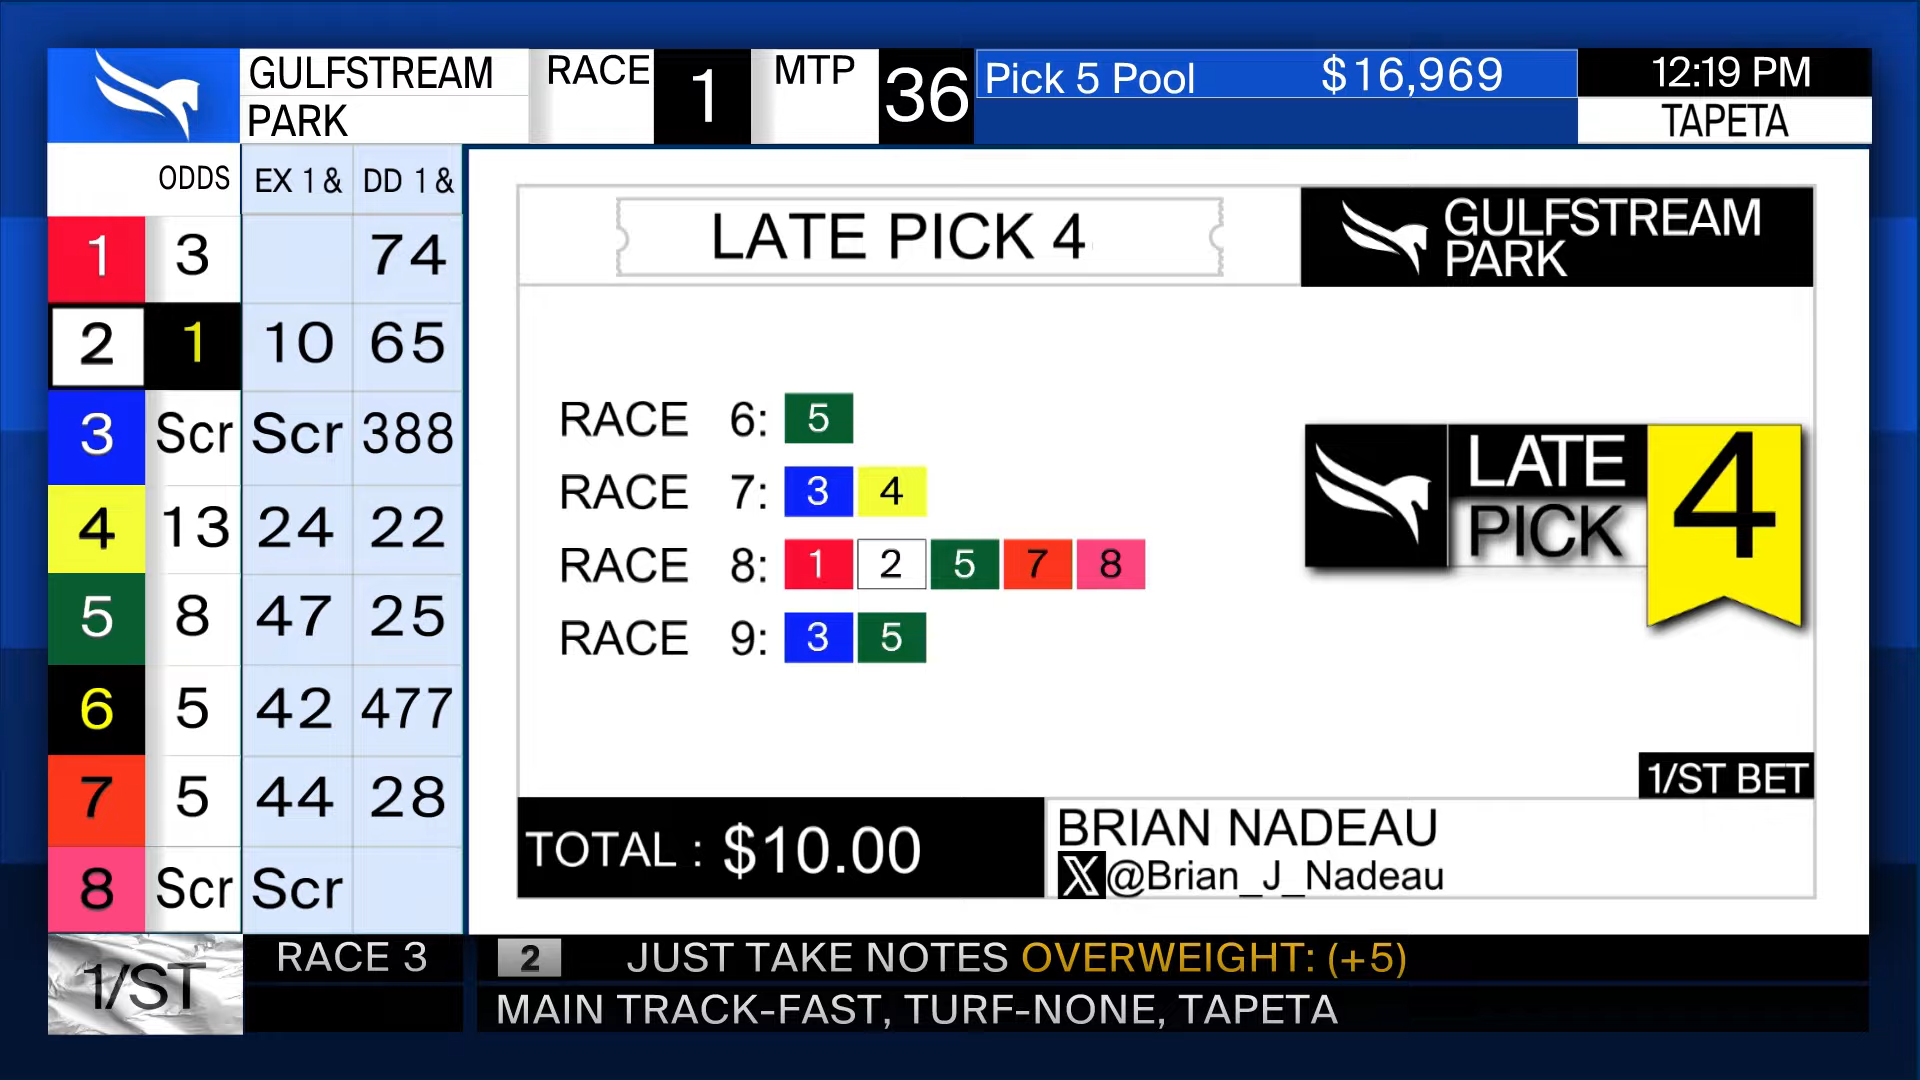 GULFSTREAM PARK RACE 1 MTP 36 Pick 5 Pool $16,969 12:19 PM
TAPETA
ODDS EX 1 & DD 1 &
1 3 74
2 1 10 65
3 Scr Scr 388
4 13 24 22
5 8 47 25
6 5 42 477
7 5 44 28
8 Scr Scr
LATE PICK 4
GULFSTREAM
PARK
RACE 6: 5
RACE 7: 3 4
RACE 8: 1 2 5 7 8
RACE 9: 3 5
LATE
PICK 4
1/ST BET
TOTAL : $10.00
BRIAN NADEAU
X @Brian_J_Nadeau
1/ST RACE 3 2 JUST TAKE NOTES OVERWEIGHT: (+5)
MAIN TRACK-FAST, TURF-NONE, TAPETA